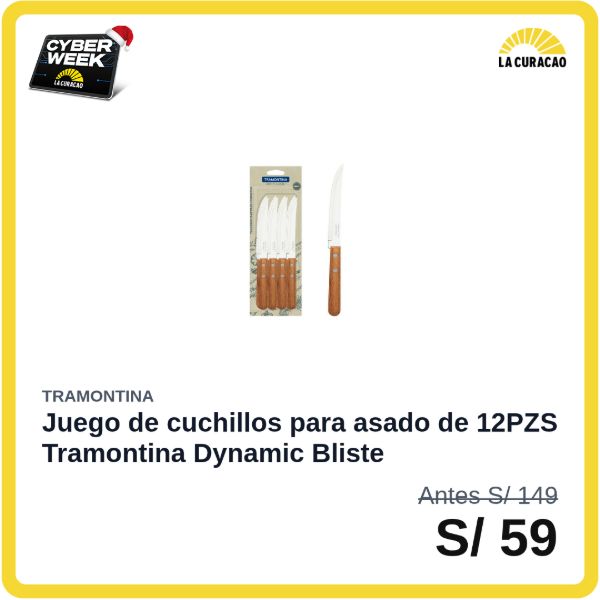 CYBER
WEEK
LA CURACAO
LA CURACAO
TRAMONTINA
TRAMONTINA
Juego de cuchillos para asado de 12PZS
Tramontina Dynamic Bliste
Antes S/ 149
S/ 59